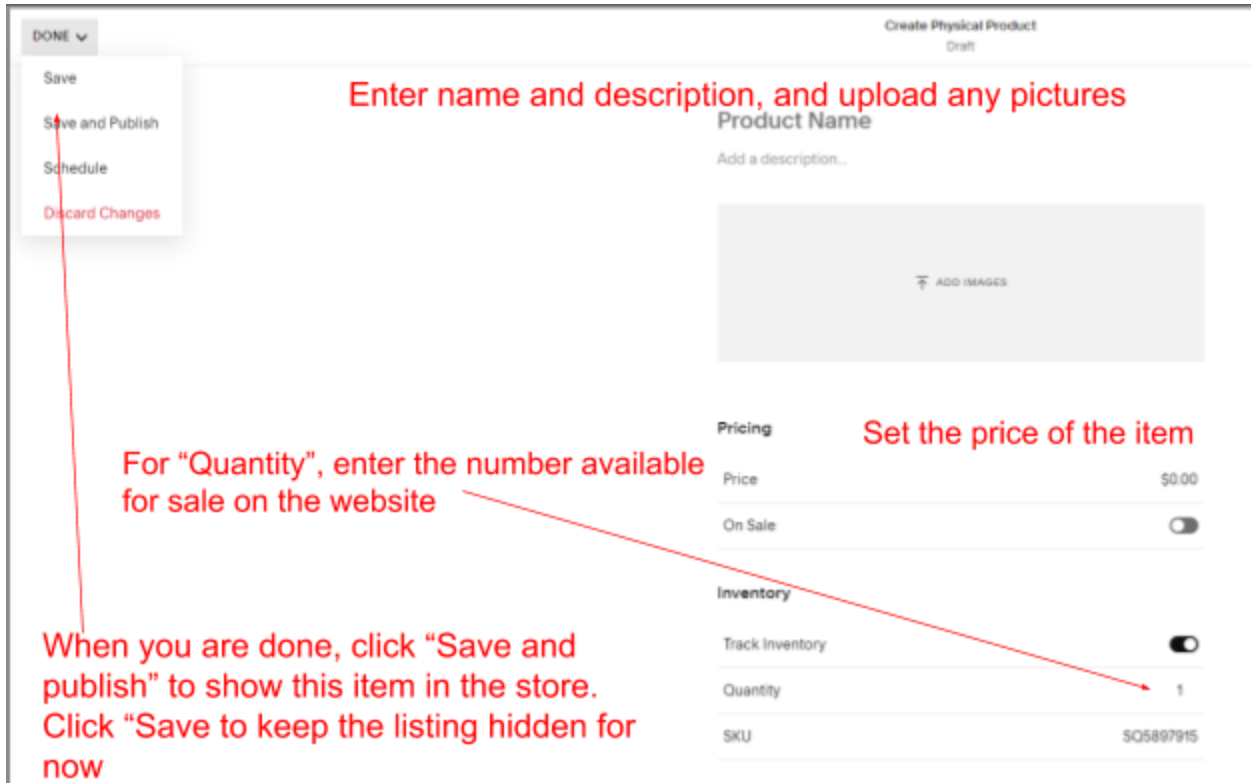 DONE
Create Physical Product
Draft
Save
Save and Publish
Schedule
Discard Changes
Enter name and description, and upload any pictures
Product Name
Add a description...
ADD IMAGES
Pricing
Set the price of the item
Price
$0.00
On Sale
For “Quantity”, enter the number available
for sale on the website
Inventory
Track Inventory
Quantity
1
SKU
SQ5897915
When you are done, click “Save and
publish” to show this item in the store.
Click “Save to keep the listing hidden for
now